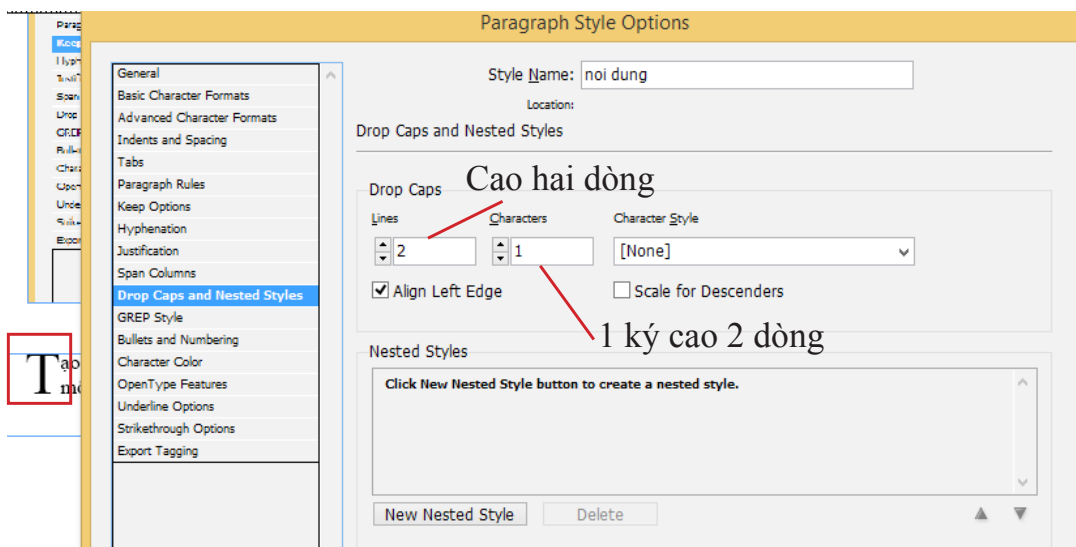 Paragraph Style Options
Style Name: noi dung
Location:
General
Basic Character Formats
Advanced Character Formats
Indents and Spacing
Tabs
Paragraph Rules
Keep Options
Hyphenation
Justification
Span Columns
Drop Caps and Nested Styles
GREP Style
Bullets and Numbering
Character Color
OpenType Features
Underline Options
Strikethrough Options
Export Tagging
Drop Caps and Nested Styles
Drop Caps
Cao hai dòng
Lines Characters Character Style
2 1 [None]
Align Left Edge Scale for Descenders
1 ký cao 2 dòng
Nested Styles
Click New Nested Style button to create a nested style.
New Nested Style Delete
Tạo